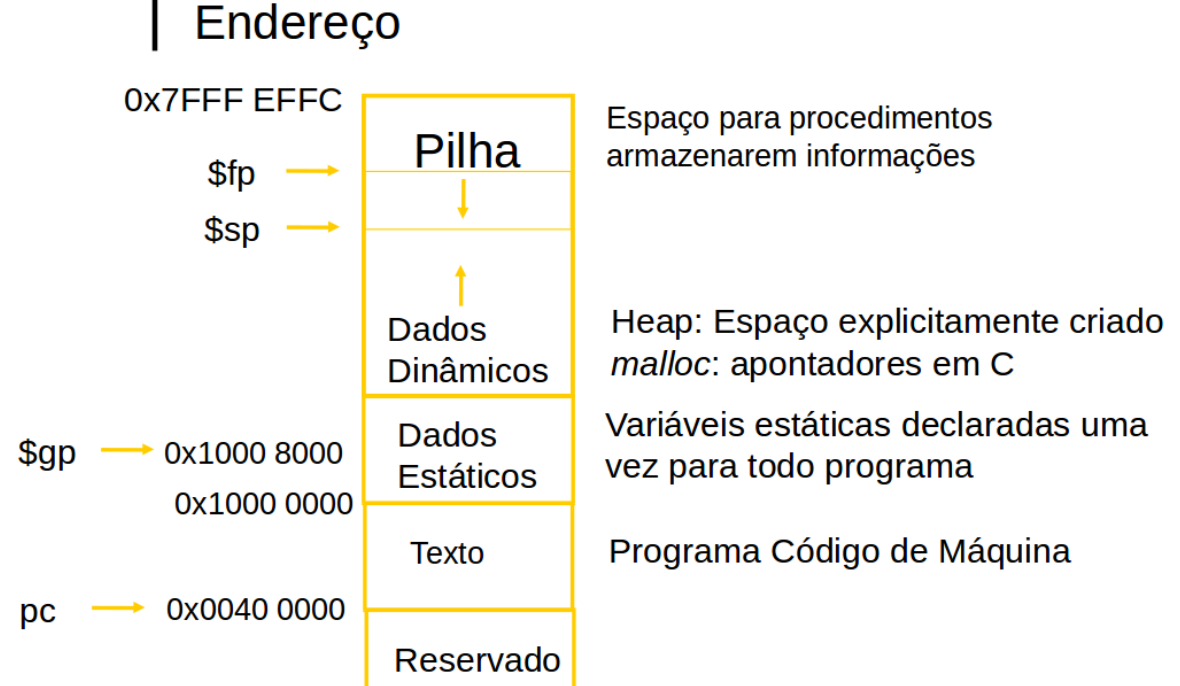 Endereço
0x7FFF EFFC
Pilha
Espaço para procedimentos
armazenarem informações
$fp
$sp
Dados
Dinâmicos
Heap: Espaço explicitamente criado
malloc: apontadores em C
$gp
0x1000 8000
0x1000 0000
Dados
Estáticos
Variáveis estáticas declaradas uma
vez para todo programa
Texto
Programa Código de Máquina
pc
0x0040 0000
Reservado